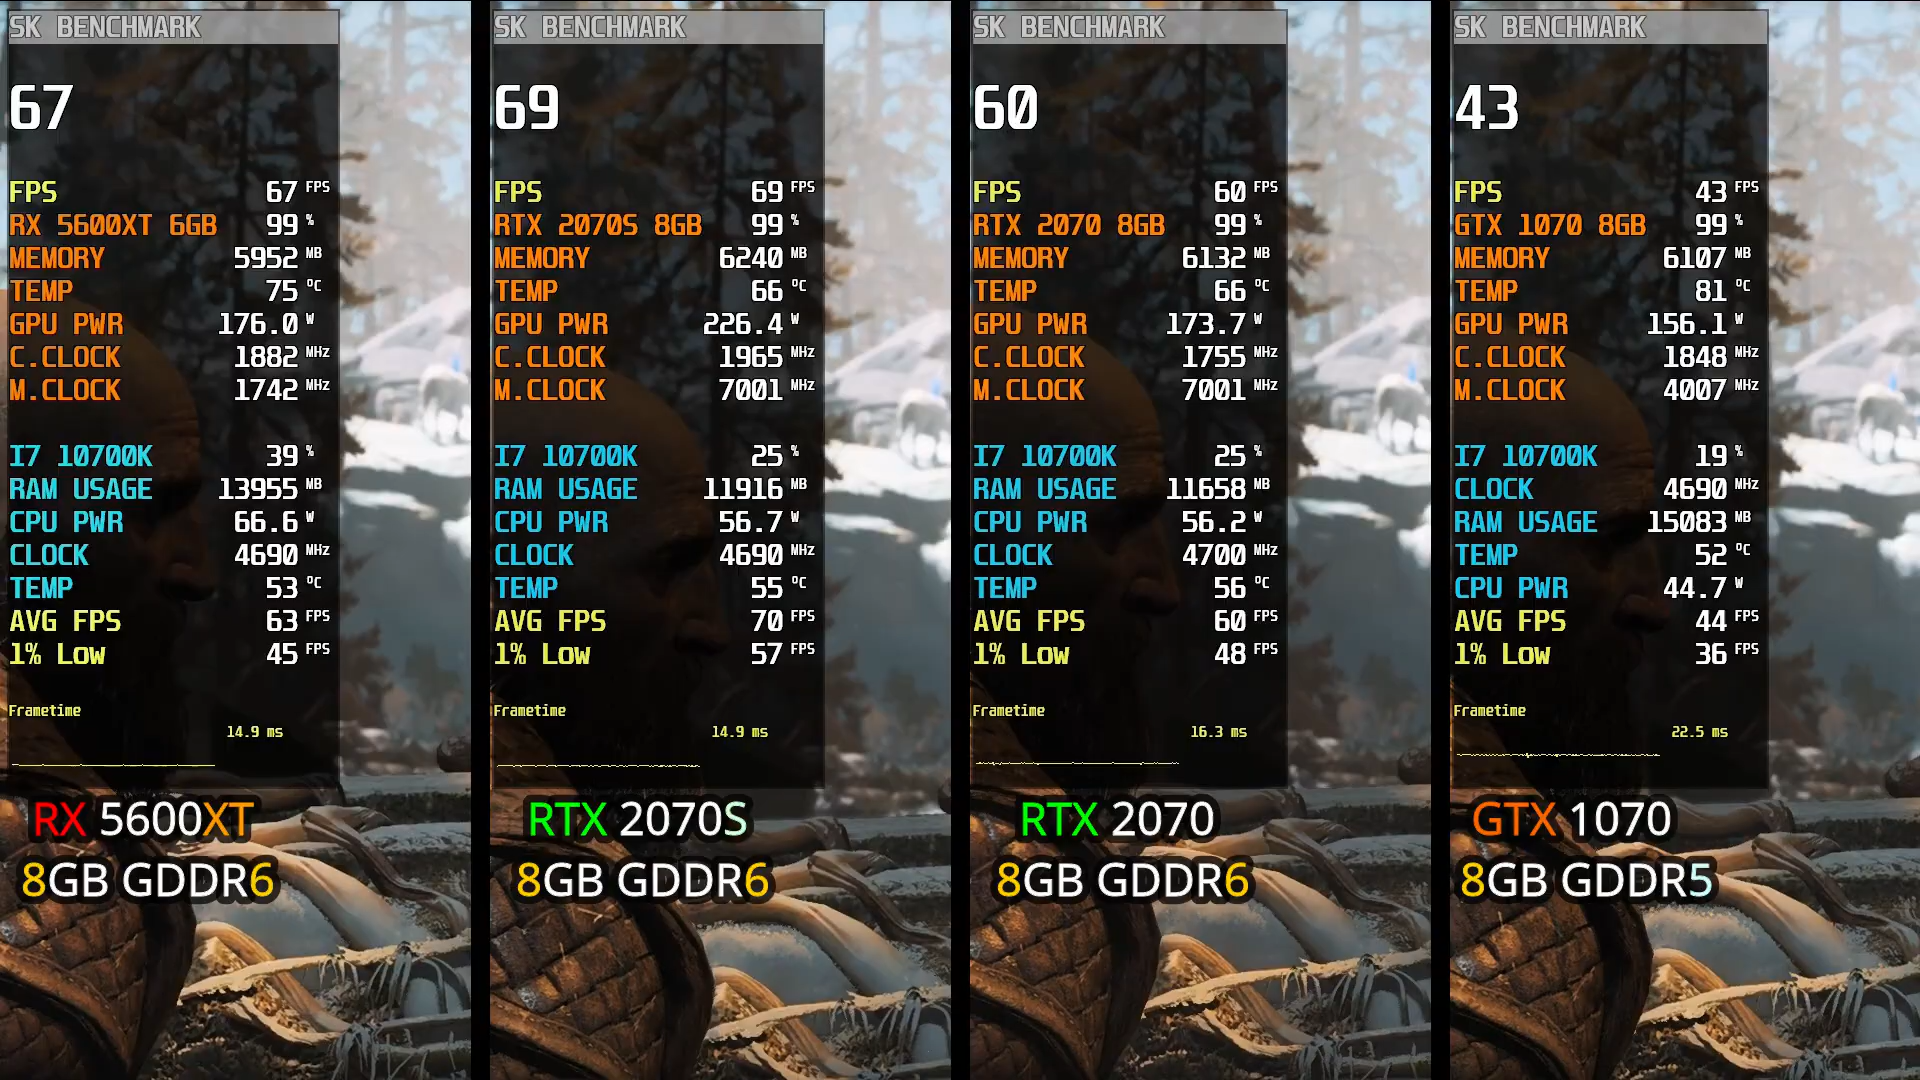 SK BENCHMARK
67
FPS 67 FPS
RX 5600XT 6GB 99 %
MEMORY 5952 MB
TEMP 75 °C
GPU PWR 176.0 W
C.CLOCK 1882 MHz
M.CLOCK 1742 MHz
I7 10700K 39 %
RAM USAGE 13955 MB
CPU PWR 66.6 W
CLOCK 4690 MHz
TEMP 53 °C
AVG FPS 63 FPS
1% Low 45 FPS
Frametime
14.9 ms
RX 5600XT
8GB GDDR6
SK BENCHMARK
69
FPS 69 FPS
RTX 2070S 8GB 99 %
MEMORY 6240 MB
TEMP 66 °C
GPU PWR 226.4 W
C.CLOCK 1965 MHz
M.CLOCK 7001 MHz
I7 10700K 25 %
RAM USAGE 11916 MB
CPU PWR 56.7 W
CLOCK 4690 MHz
TEMP 55 °C
AVG FPS 70 FPS
1% Low 57 FPS
Frametime
14.9 ms
RTX 2070S
8GB GDDR6
SK BENCHMARK
60
FPS 60 FPS
RTX 2070 8GB 99 %
MEMORY 6132 MB
TEMP 66 °C
GPU PWR 173.7 W
C.CLOCK 1755 MHz
M.CLOCK 7001 MHz
I7 10700K 25 %
RAM USAGE 11658 MB
CPU PWR 56.2 W
CLOCK 4700 MHz
TEMP 56 °C
AVG FPS 60 FPS
1% Low 48 FPS
Frametime
16.3 ms
RTX 2070
8GB GDDR6
SK BENCHMARK
43
FPS 43 FPS
GTX 1070 8GB 99 %
MEMORY 6107 MB
TEMP 81 °C
GPU PWR 156.1 W
C.CLOCK 1848 MHz
M.CLOCK 4007 MHz
I7 10700K 19 %
CLOCK 4690 MHz
RAM USAGE 15083 MB
TEMP 52 °C
CPU PWR 44.7 W
AVG FPS 44 FPS
1% Low 36 FPS
Frametime
22.5 ms
GTX 1070
8GB GDDR5